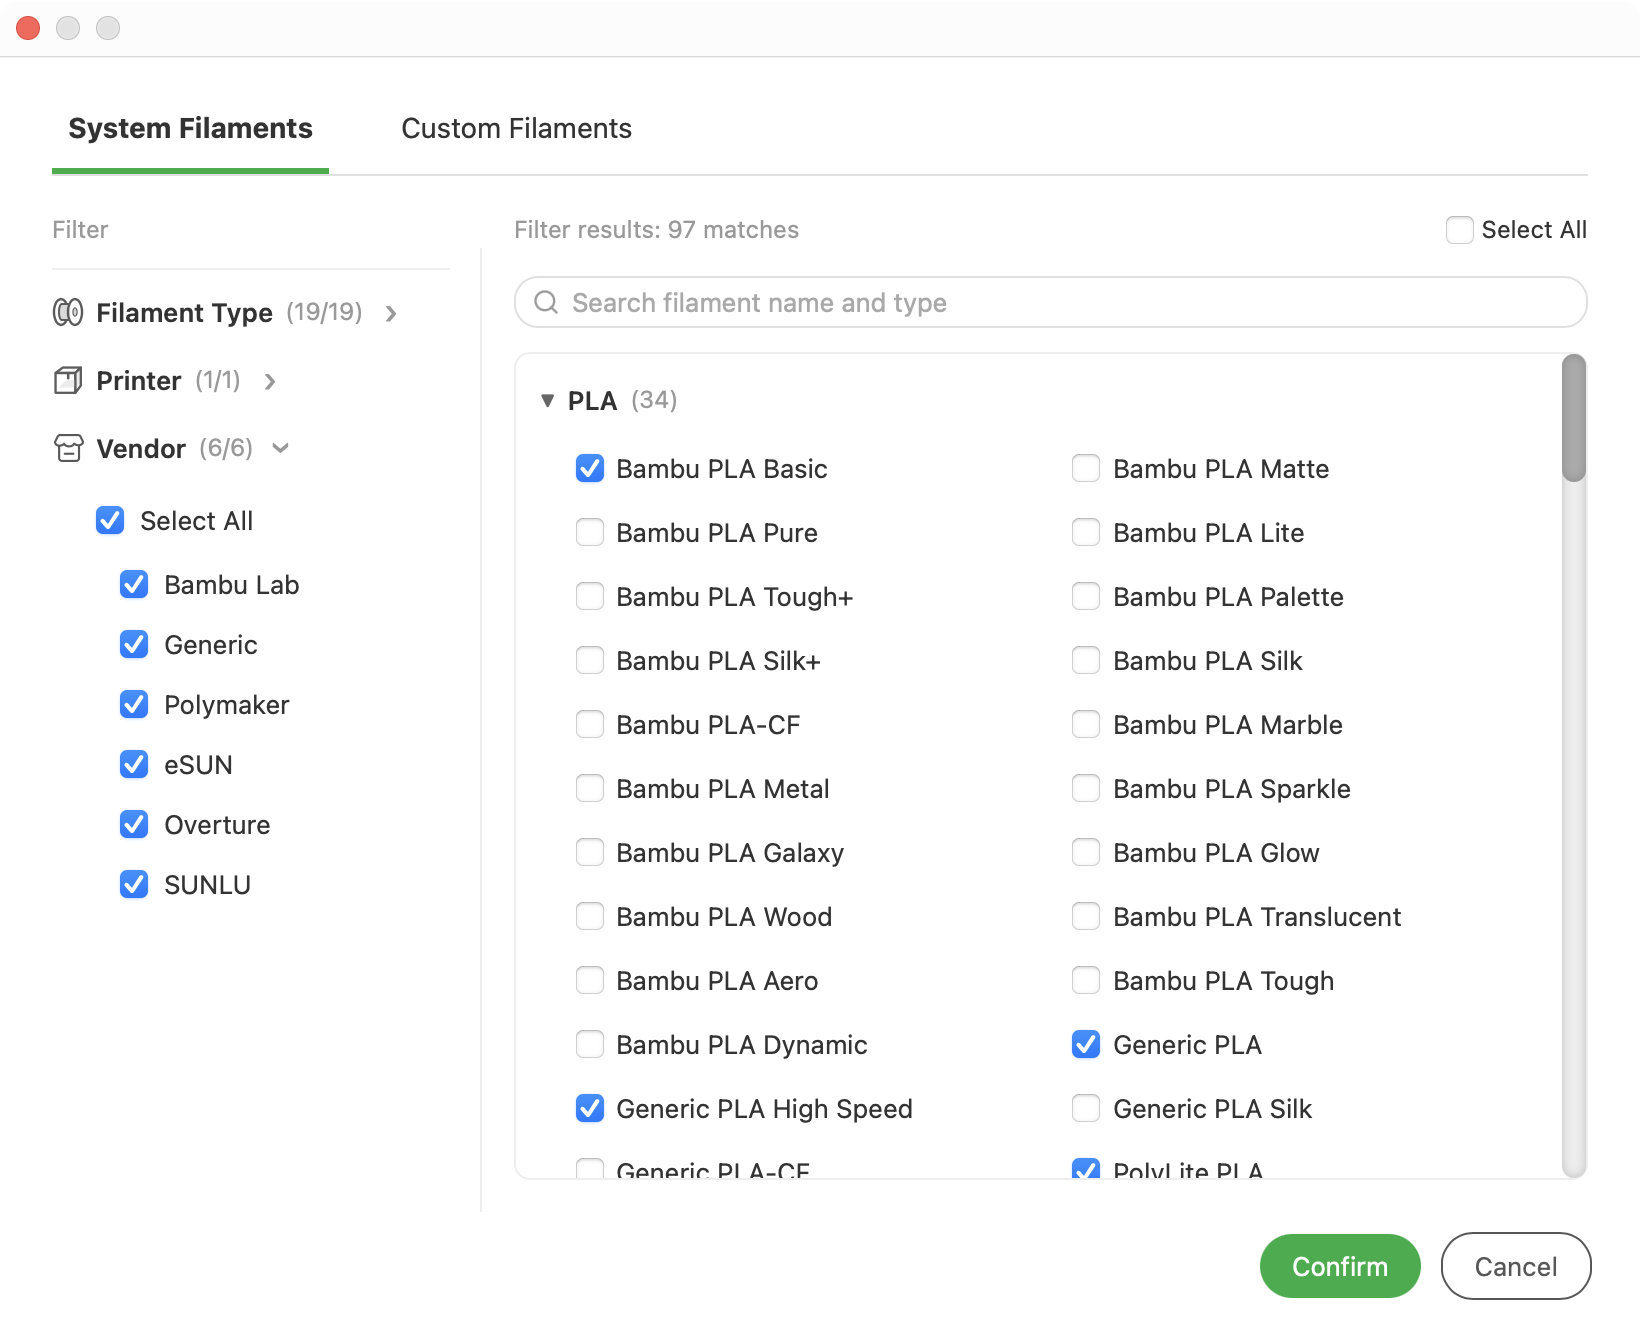 System Filaments
Custom Filaments
Filter
Filament Type (19/19)
Printer (1/1)
Vendor (6/6)
Select All
Bambu Lab
Generic
Polymaker
eSUN
Overture
SUNLU
Filter results: 97 matches
Select All
Search filament name and type
PLA (34)
Bambu PLA Basic
Bambu PLA Matte
Bambu PLA Pure
Bambu PLA Lite
Bambu PLA Tough+
Bambu PLA Palette
Bambu PLA Silk+
Bambu PLA Silk
Bambu PLA-CF
Bambu PLA Marble
Bambu PLA Metal
Bambu PLA Sparkle
Bambu PLA Galaxy
Bambu PLA Glow
Bambu PLA Wood
Bambu PLA Translucent
Bambu PLA Aero
Bambu PLA Tough
Bambu PLA Dynamic
Generic PLA
Generic PLA High Speed
Generic PLA Silk
Generic PLA-CF
PolyLite PLA
Confirm
Cancel